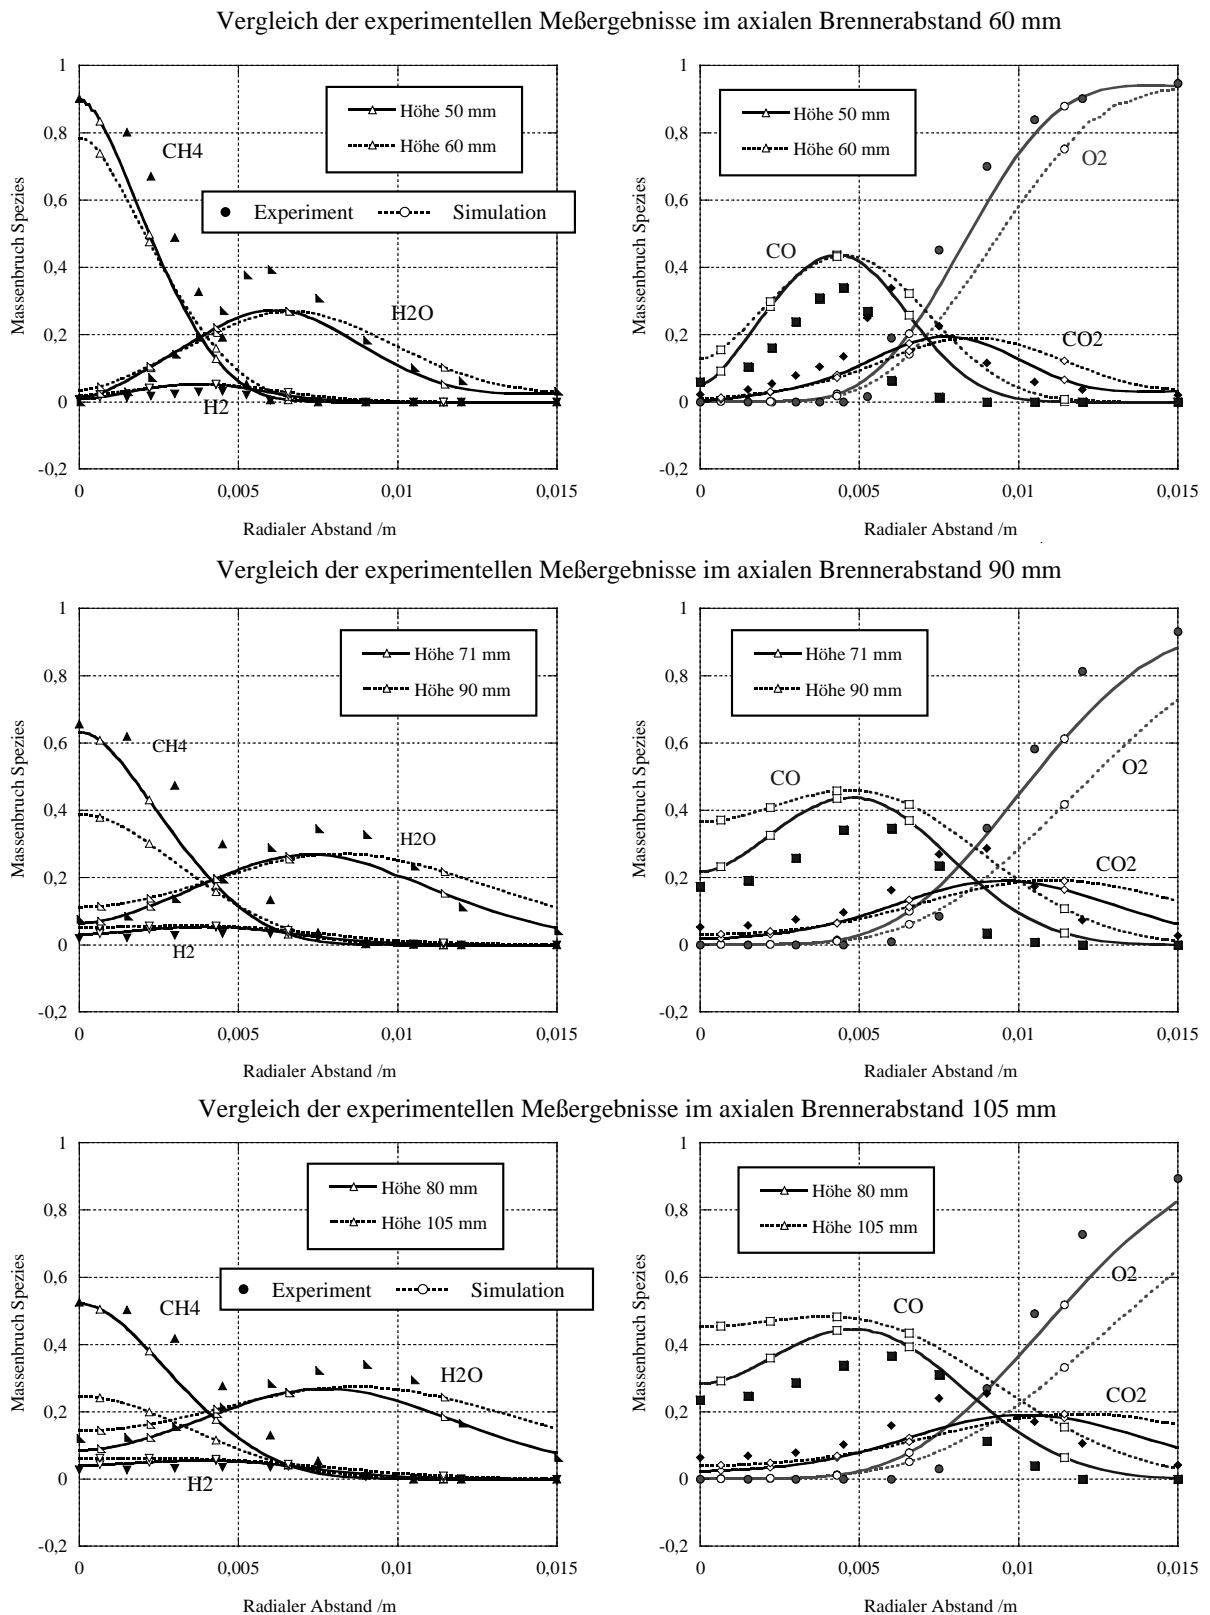 Vergleich der experimentellen Meßergebnisse im axialen Brennerabstand 60 mm
Massenbruch Spezies
1
0,8
0,6
0,4
0,2
0
-0,2
0
0,005
0,01
0,015
Radialer Abstand /m
Höhe 50 mm
Höhe 60 mm
CH4
H2O
H2
Experiment
Simulation
Massenbruch Spezies
1
0,8
0,6
0,4
0,2
0
-0,2
0
0,005
0,01
0,015
Radialer Abstand /m
Höhe 50 mm
Höhe 60 mm
O2
CO
CO2
Vergleich der experimentellen Meßergebnisse im axialen Brennerabstand 90 mm
Massenbruch Spezies
1
0,8
0,6
0,4
0,2
0
-0,2
0
0,005
0,01
0,015
Radialer Abstand /m
Höhe 71 mm
Höhe 90 mm
CH4
H2O
H2
Massenbruch Spezies
1
0,8
0,6
0,4
0,2
0
-0,2
0
0,005
0,01
0,015
Radialer Abstand /m
Höhe 71 mm
Höhe 90 mm
O2
CO
CO2
Vergleich der experimentellen Meßergebnisse im axialen Brennerabstand 105 mm
Massenbruch Spezies
1
0,8
0,6
0,4
0,2
0
-0,2
0
0,005
0,01
0,015
Radialer Abstand /m
Höhe 80 mm
Höhe 105 mm
Experiment
Simulation
CH4
H2O
H2
Massenbruch Spezies
1
0,8
0,6
0,4
0,2
0
-0,2
0
0,005
0,01
0,015
Radialer Abstand /m
Höhe 80 mm
Höhe 105 mm
O2
CO
CO2